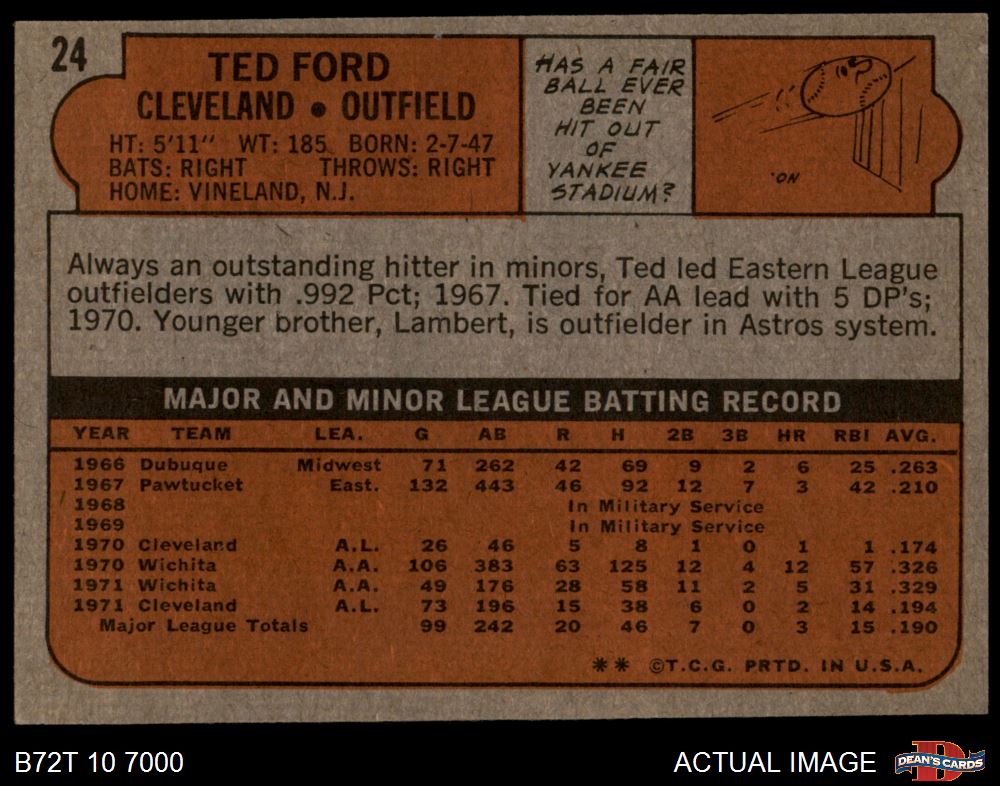 24
TED FORD
CLEVELAND • OUTFIELD
HT: 5'11" WT: 185 BORN: 2-7-47
BATS: RIGHT THROWS: RIGHT
HOME: VINELAND, N.J.
HAS A FAIR
BALL EVER
BEEN
HIT OUT
OF
YANKEE
STADIUM?
'ON
Always an outstanding hitter in minors, Ted led Eastern League
outfielders with .992 Pct; 1967. Tied for AA lead with 5 DP's;
1970. Younger brother, Lambert, is outfielder in Astros system.
MAJOR AND MINOR LEAGUE BATTING RECORD
YEAR TEAM LEA. G AB R H 2B 3B HR RBI AVG.
1966 Dubuque Midwest 71 262 42 69 9 2 6 25 .263
1967 Pawtucket East. 132 443 46 92 12 7 3 42 .210
1968 In Military Service
1969 In Military Service
1970 Cleveland A.L. 26 46 5 8 1 0 1 1 .174
1970 Wichita A.A. 106 383 63 125 12 4 12 57 .326
1971 Wichita A.A. 49 176 28 58 11 2 5 31 .329
1971 Cleveland A.L. 73 196 15 38 6 0 2 14 .194
Major League Totals 99 242 20 46 7 0 3 15 .190
** ©T.C.G. PRTD. IN U.S.A.
B72T 10 7000
ACTUAL IMAGE
D
DEAN'S CARDS